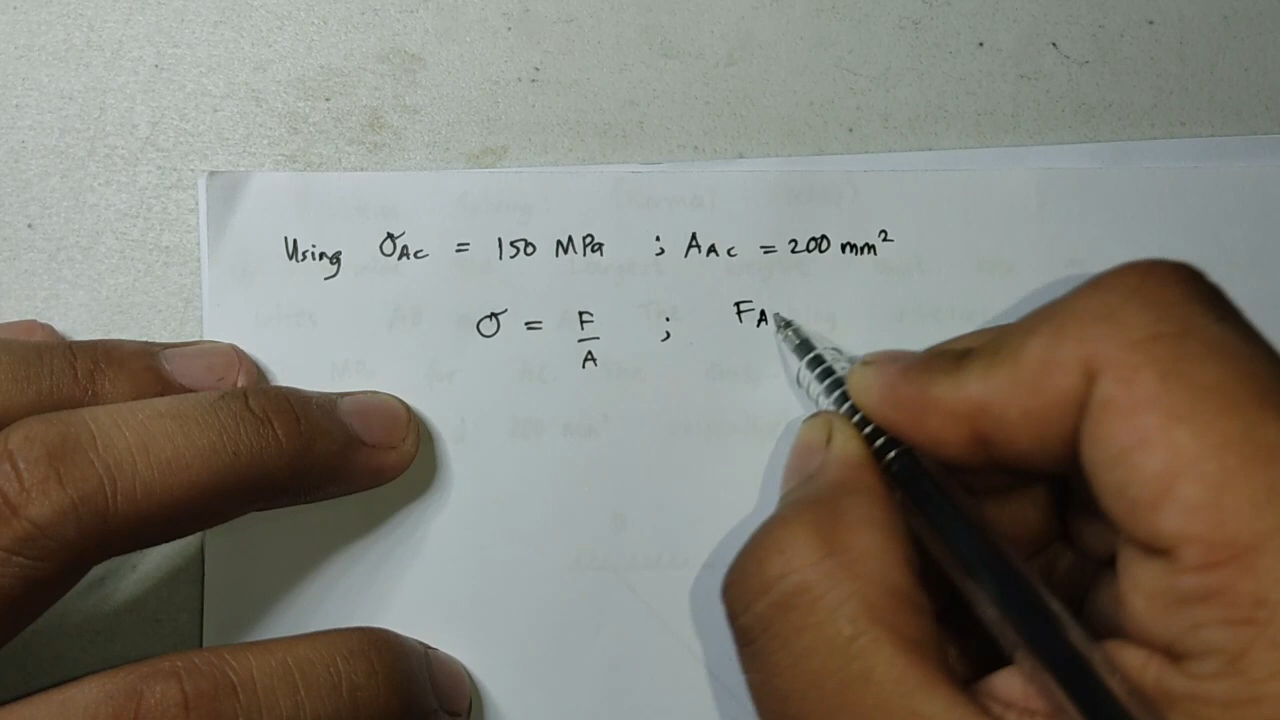 Using σAC = 150 MPa ; AAC = 200 mm²
σ = F/A ; FA